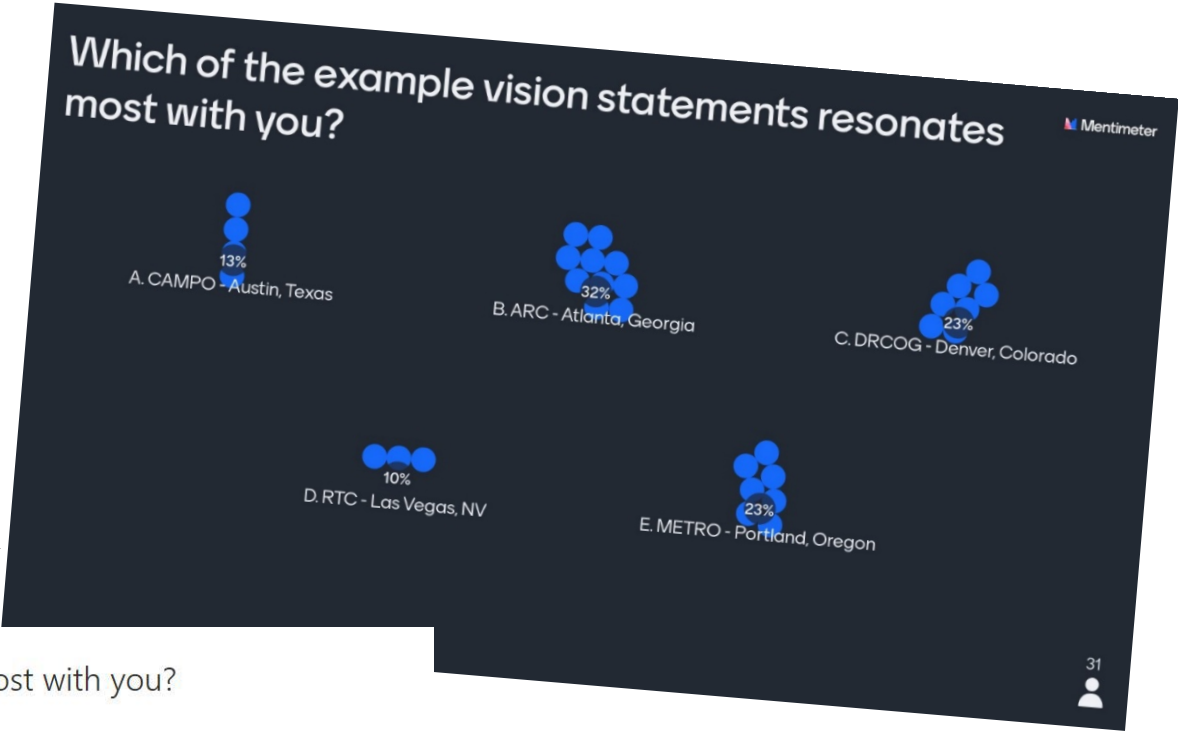 Which of the example vision statements resonates
most with you?
Mentimeter
13%
A. CAMPO - Austin, Texas
32%
B. ARC - Atlanta, Georgia
23%
C. DRCOG - Denver, Colorado
10%
D. RTC - Las Vegas, NV
23%
E. METRO - Portland, Oregon
31
ost with you?